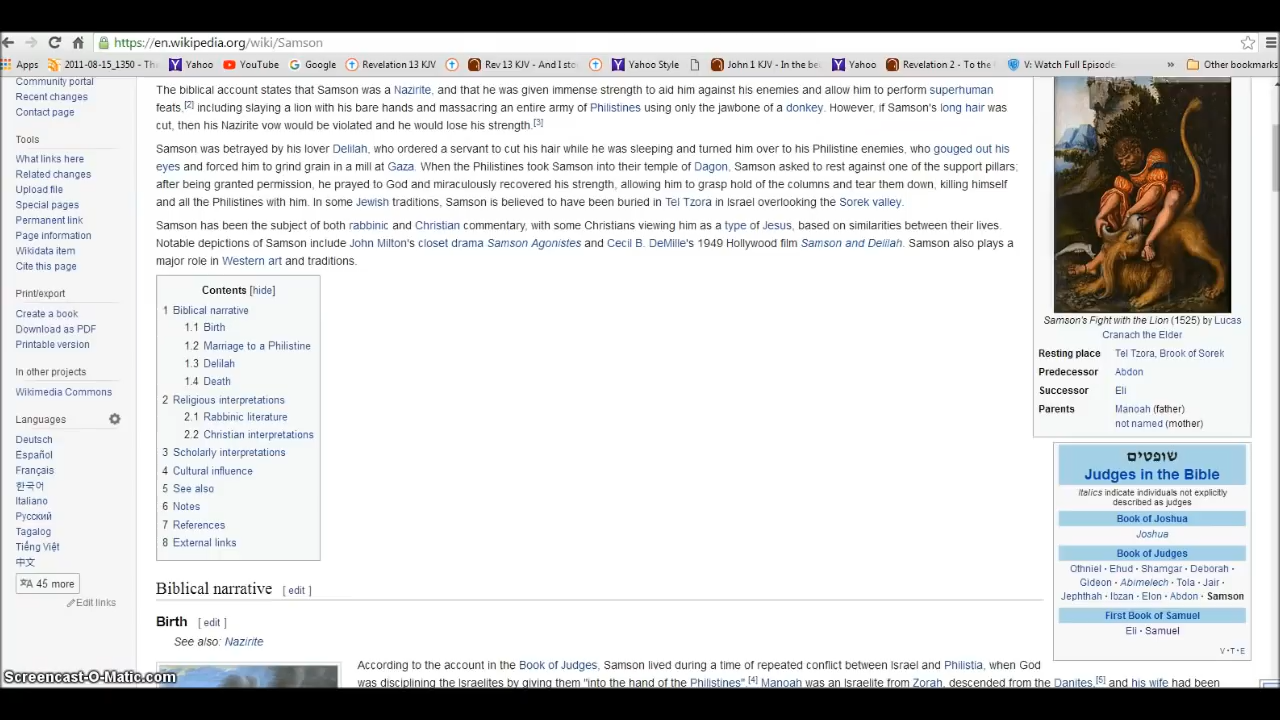 https://en.wikipedia.org/wiki/Samson
Apps 2011-08-15_1350 - Tha Yahoo YouTube Google Revelation 13 KJV Rev 13 KJV - And I sto Yahoo Style John 1 KJV - In the be Yahoo Revelation 2 - To the V: Watch Full Episode » Other bookmarks
Community portal
Recent changes
Contact page
Tools
What links here
Related changes
Upload file
Special pages
Permanent link
Page information
Wikidata item
Cite this page
Print/export
Create a book
Download as PDF
Printable version
In other projects
Wikimedia Commons
Languages
Deutsch
Español
Français
한국어
Italiano
Русский
Tagalog
Tiếng Việt
中文
45 more
Edit links
The biblical account states that Samson was a Nazirite, and that he was given immense strength to aid him against his enemies and allow him to perform superhuman
feats,[2] including slaying a lion with his bare hands and massacring an entire army of Philistines using only the jawbone of a donkey. However, if Samson's long hair was
cut, then his Nazirite vow would be violated and he would lose his strength.[3]
Samson was betrayed by his lover Delilah, who ordered a servant to cut his hair while he was sleeping and turned him over to his Philistine enemies, who gouged out his
eyes and forced him to grind grain in a mill at Gaza. When the Philistines took Samson into their temple of Dagon, Samson asked to rest against one of the support pillars;
after being granted permission, he prayed to God and miraculously recovered his strength, allowing him to grasp hold of the columns and tear them down, killing himself
and all the Philistines with him. In some Jewish traditions, Samson is believed to have been buried in Tel Tzora in Israel overlooking the Sorek valley.
Samson has been the subject of both rabbinic and Christian commentary, with some Christians viewing him as a type of Jesus, based on similarities between their lives.
Notable depictions of Samson include John Milton's closet drama Samson Agonistes and Cecil B. DeMille's 1949 Hollywood film Samson and Delilah. Samson also plays a
major role in Western art and traditions.
Contents [hide]
1 Biblical narrative
1.1 Birth
1.2 Marriage to a Philistine
1.3 Delilah
1.4 Death
2 Religious interpretations
2.1 Rabbinic literature
2.2 Christian interpretations
3 Scholarly interpretations
4 Cultural influence
5 See also
6 Notes
7 References
8 External links
Biblical narrative [ edit ]
Birth [ edit ]
See also: Nazirite
According to the account in the Book of Judges, Samson lived during a time of repeated conflict between Israel and Philistia, when God
was disciplining the Israelites by giving them "into the hand of the Philistines".[4] Manoah was an Israelite from Zorah, descended from the Danites,[5] and his wife had been
Samson's Fight with the Lion (1525) by Lucas
Cranach the Elder
Resting place Tel Tzora, Brook of Sorek
Predecessor Abdon
Successor Eli
Parents Manoah (father)
not named (mother)
שופטים
Judges in the Bible
Italics indicate individuals not explicitly
described as judges
Book of Joshua
Joshua
Book of Judges
Othniel · Ehud · Shamgar · Deborah ·
Gideon · Abimelech · Tola · Jair ·
Jephthah · Ibzan · Elon · Abdon · Samson
First Book of Samuel
Eli · Samuel
V·T·E
Screencast-O-Matic.com